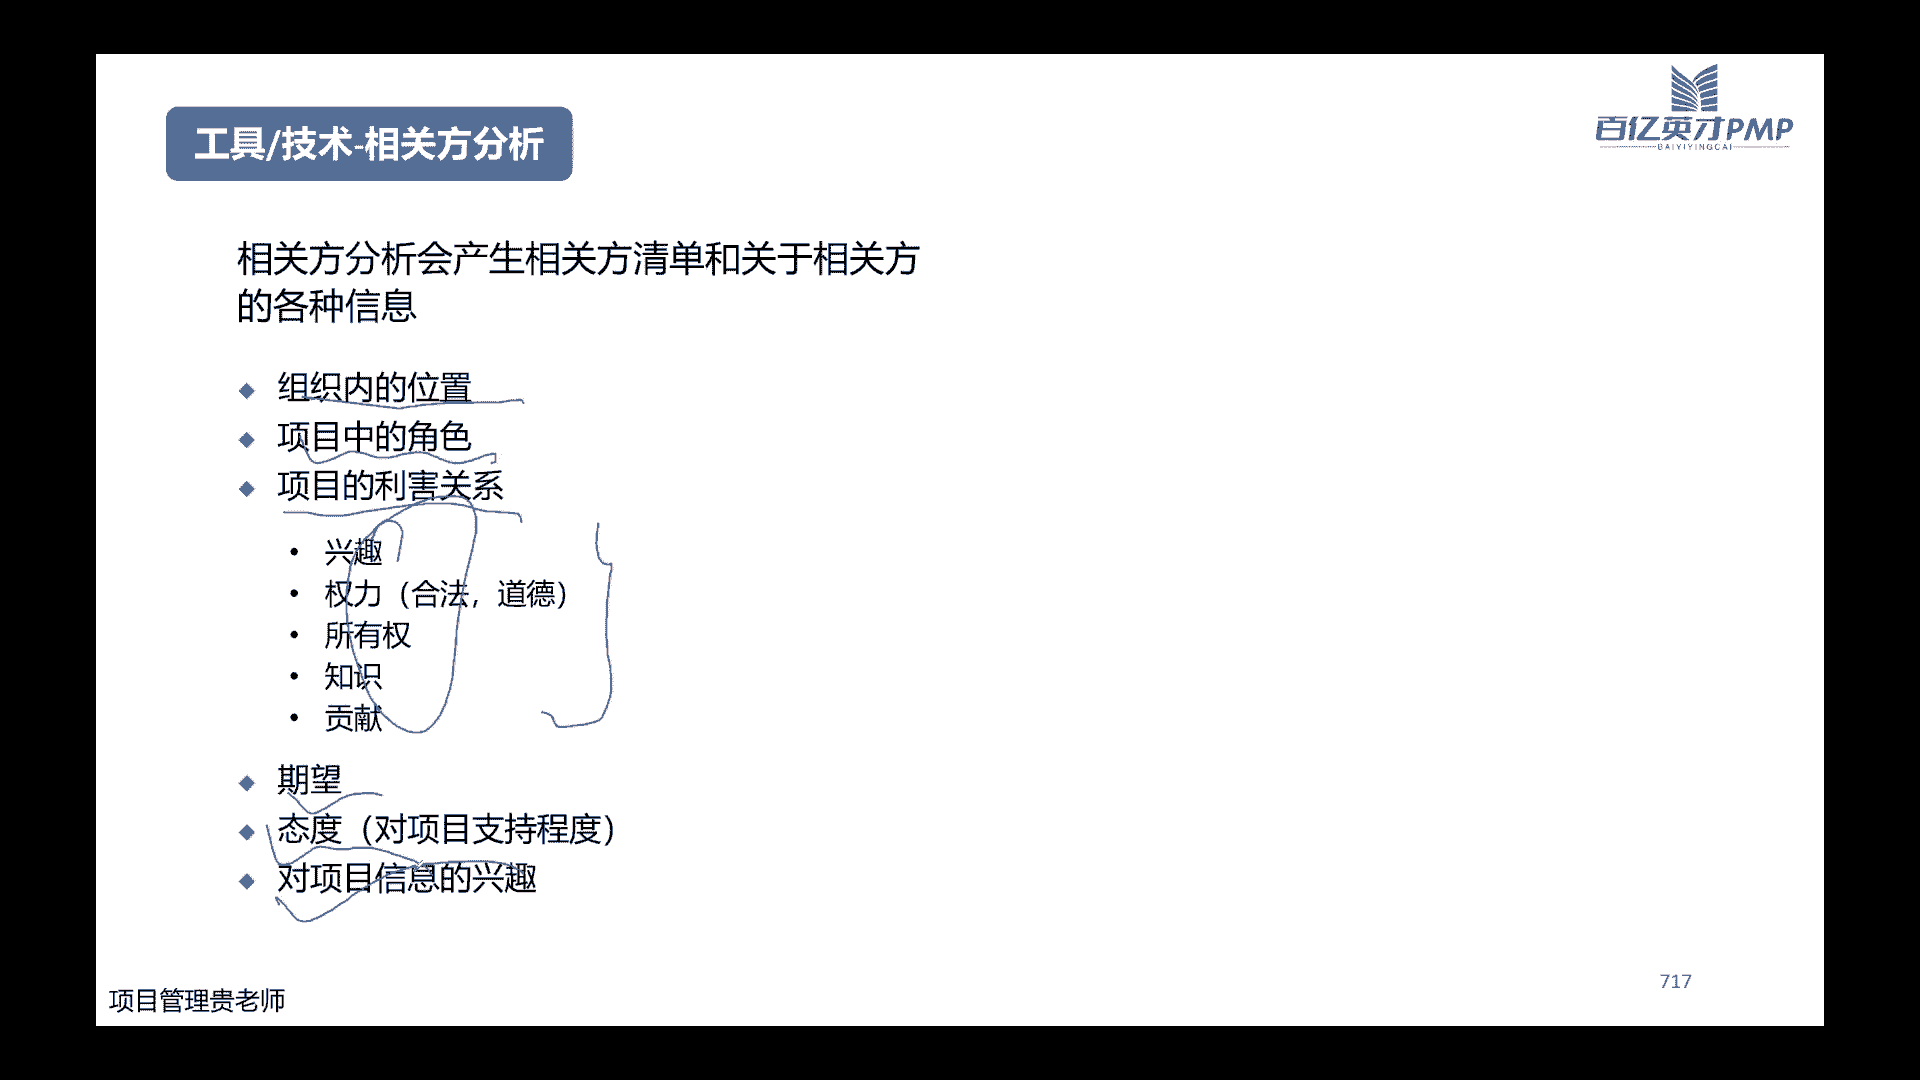 百亿英才PMP
BAIYIYINGCAI
工具/技术-相关方分析
相关方分析会产生相关方清单和关于相关方
的各种信息
组织内的位置
项目中的角色
项目的利害关系
兴趣
权力（合法，道德）
所有权
知识
贡献
期望
态度（对项目支持程度）
对项目信息的兴趣
717
项目管理贵老师